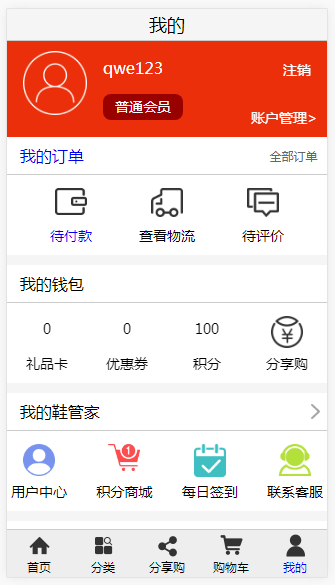 我的
qwe123
注销
普通会员
账户管理>
我的订单
全部订单
待付款 查看物流 待评价
我的钱包
0 0 100
礼品卡 优惠券 积分 分享购
我的鞋管家
1
用户中心 积分商城 每日签到 联系客服
首页 分类 分享购 购物车 我的